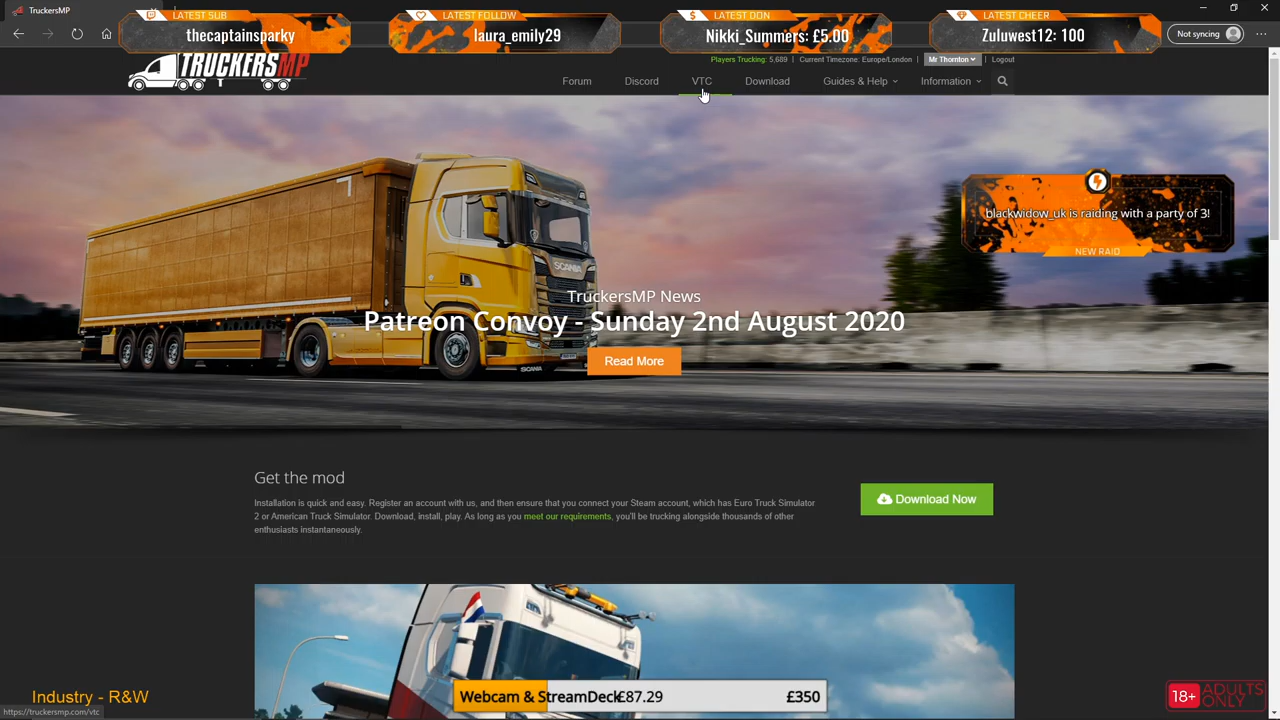 TruckersMP
LATEST SUB
thecaptainsparky
LATEST FOLLOW
laura_emily29
LATEST DON
Nikki_Summers: £5.00
LATEST CHEER
Zuluwest12: 100
Not syncing
TRUCKERSMP
Players Trucking: 5,689 | Current Timezone: Europe/London | Mr Thornton | Logout
Forum Discord VTC Download Guides & Help Information
blackwidow_uk is raiding with a party of 3!
NEW RAID
SCANIA
SCANIA
TruckersMP News
Patreon Convoy - Sunday 2nd August 2020
Read More
Get the mod
Installation is quick and easy. Register an account with us, and then ensure that you connect your Steam account, which has Euro Truck Simulator
2 or American Truck Simulator. Download, install, play. As long as you meet our requirements, you'll be trucking alongside thousands of other
enthusiasts instantaneously.
Download Now
Industry - R&W
Webcam & StreamDeck £87.29 £350
18+ ADULTS ONLY
https://truckersmp.com/vtc